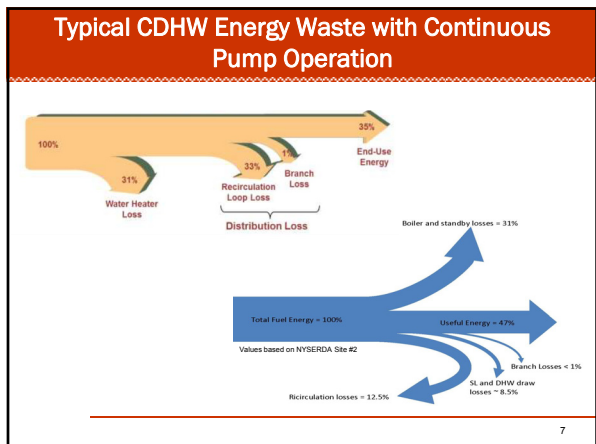 Typical CDHW Energy Waste with Continuous
Pump Operation
100%
31%
Water Heater
Loss
33%
Recirculation
Loop Loss
1%
Branch
Loss
Distribution Loss
35%
End-Use
Energy
Boiler and standby losses = 31%
Total Fuel Energy = 100%
Useful Energy = 47%
Values based on NYSERDA Site #2
Branch Losses < 1%
SL and DHW draw
losses ~ 8.5%
Ricirculation losses = 12.5%
7